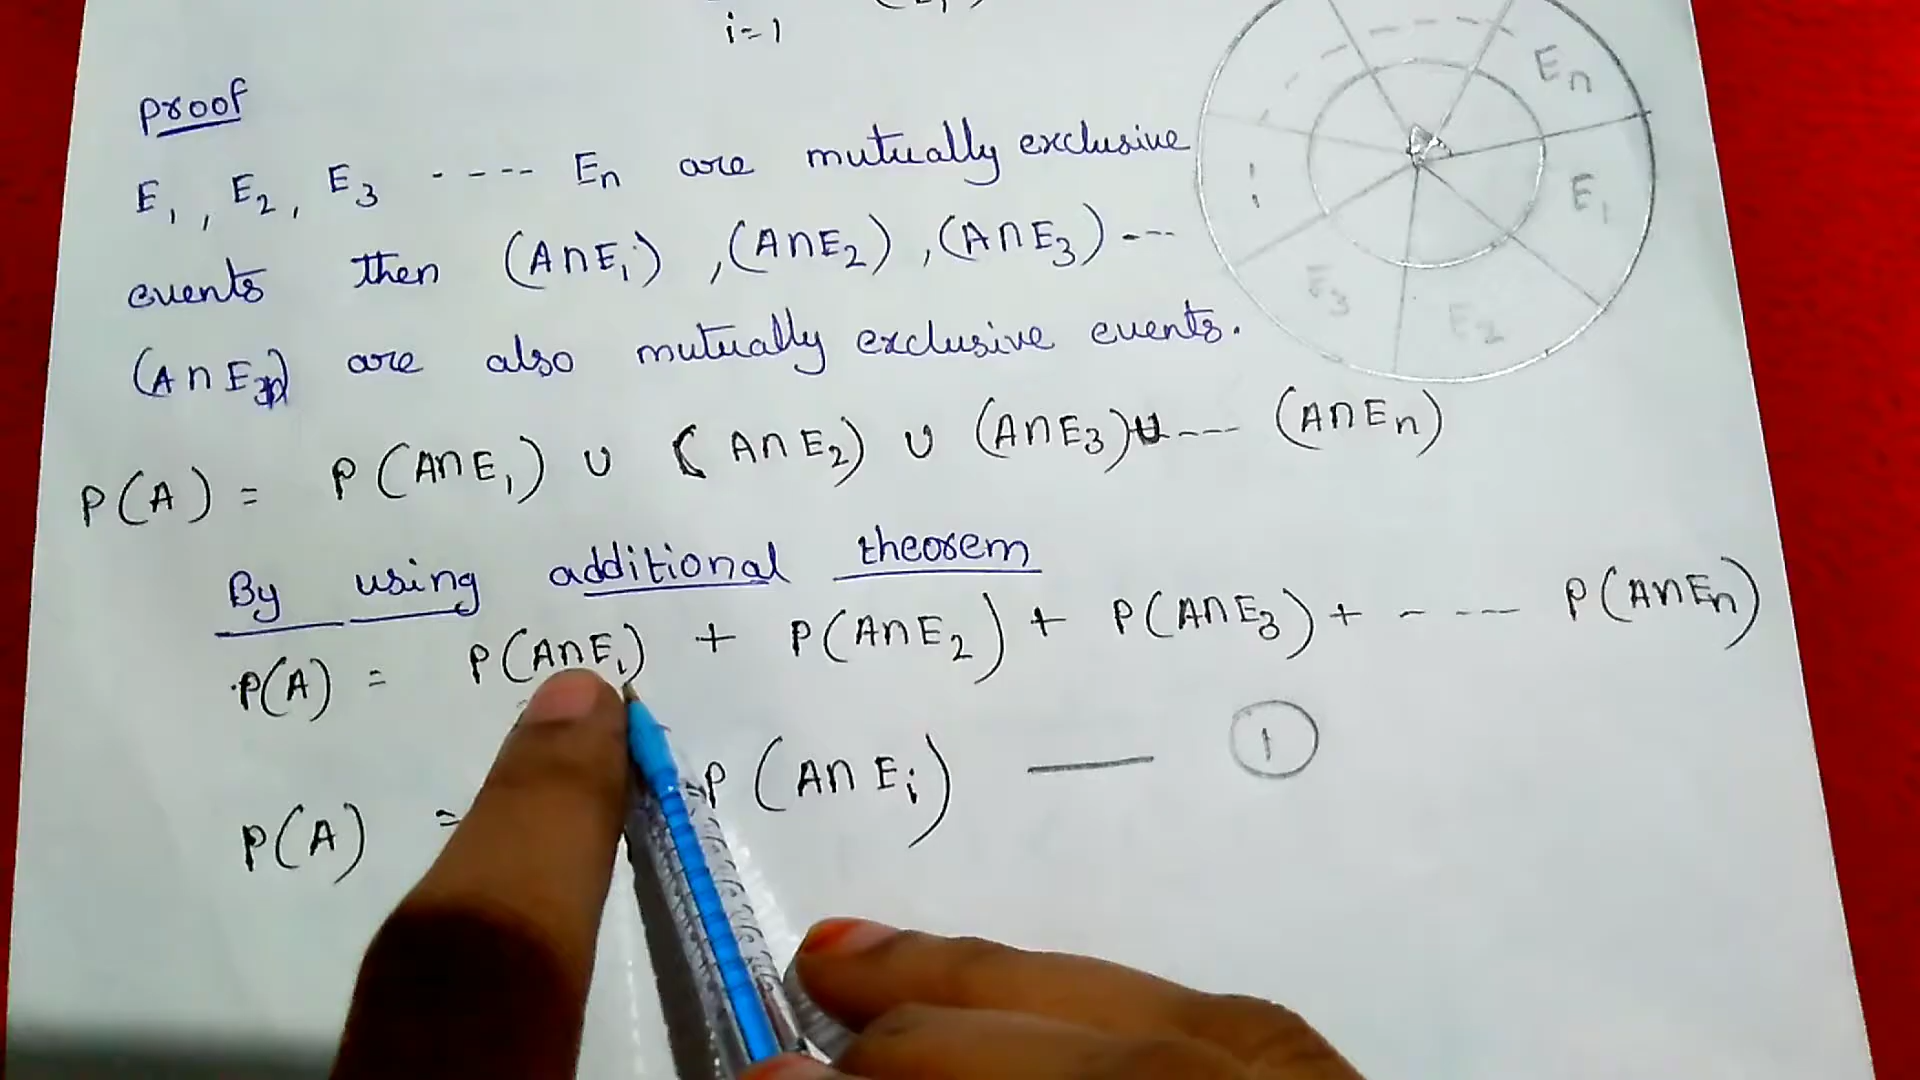 i=1
Proof
E1, E2, E3 ---- En are mutually exclusive
events then (A∩E1), (A∩E2), (A∩E3) ---
(A∩En) are also mutually exclusive events.
P(A) = P(A∩E1) ∪ (A∩E2) ∪ (A∩E3) ∪ --- (A∩En)
By using additional theorem
P(A) = P(A∩E1) + P(A∩E2) + P(A∩E3) + ---- P(A∩En)
P(A) = P(A∩Ei) — 1
En
E1
E2
E3